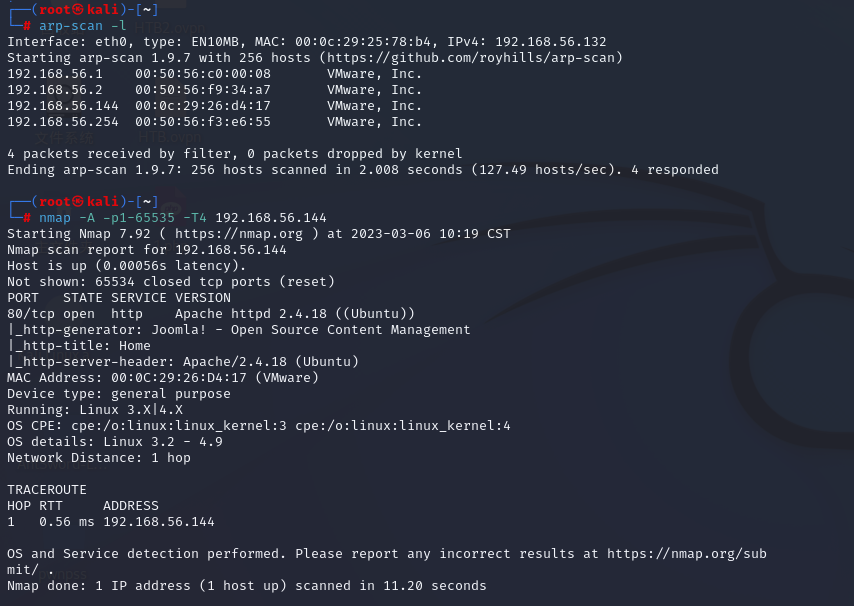 ┌──(root㉿kali)-[~]
└─# arp-scan -l
Interface: eth0, type: EN10MB, MAC: 00:0c:29:25:78:b4, IPv4: 192.168.56.132
Starting arp-scan 1.9.7 with 256 hosts (https://github.com/royhills/arp-scan)
192.168.56.1    00:50:56:c0:00:08       VMware, Inc.
192.168.56.2    00:50:56:f9:34:a7       VMware, Inc.
192.168.56.144  00:0c:29:26:d4:17       VMware, Inc.
192.168.56.254  00:50:56:f3:e6:55       VMware, Inc.

4 packets received by filter, 0 packets dropped by kernel
Ending arp-scan 1.9.7: 256 hosts scanned in 2.008 seconds (127.49 hosts/sec). 4 responded

┌──(root㉿kali)-[~]
└─# nmap -A -p1-65535 -T4 192.168.56.144
Starting Nmap 7.92 ( https://nmap.org ) at 2023-03-06 10:19 CST
Nmap scan report for 192.168.56.144
Host is up (0.00056s latency).
Not shown: 65534 closed tcp ports (reset)
PORT   STATE SERVICE VERSION
80/tcp open  http    Apache httpd 2.4.18 ((Ubuntu))
|_http-generator: Joomla! - Open Source Content Management
|_http-title: Home
|_http-server-header: Apache/2.4.18 (Ubuntu)
MAC Address: 00:0C:29:26:D4:17 (VMware)
Device type: general purpose
Running: Linux 3.X|4.X
OS CPE: cpe:/o:linux:linux_kernel:3 cpe:/o:linux:linux_kernel:4
OS details: Linux 3.2 - 4.9
Network Distance: 1 hop

TRACEROUTE
HOP RTT     ADDRESS
1   0.56 ms 192.168.56.144

OS and Service detection performed. Please report any incorrect results at https://nmap.org/sub
mit/ .
Nmap done: 1 IP address (1 host up) scanned in 11.20 seconds